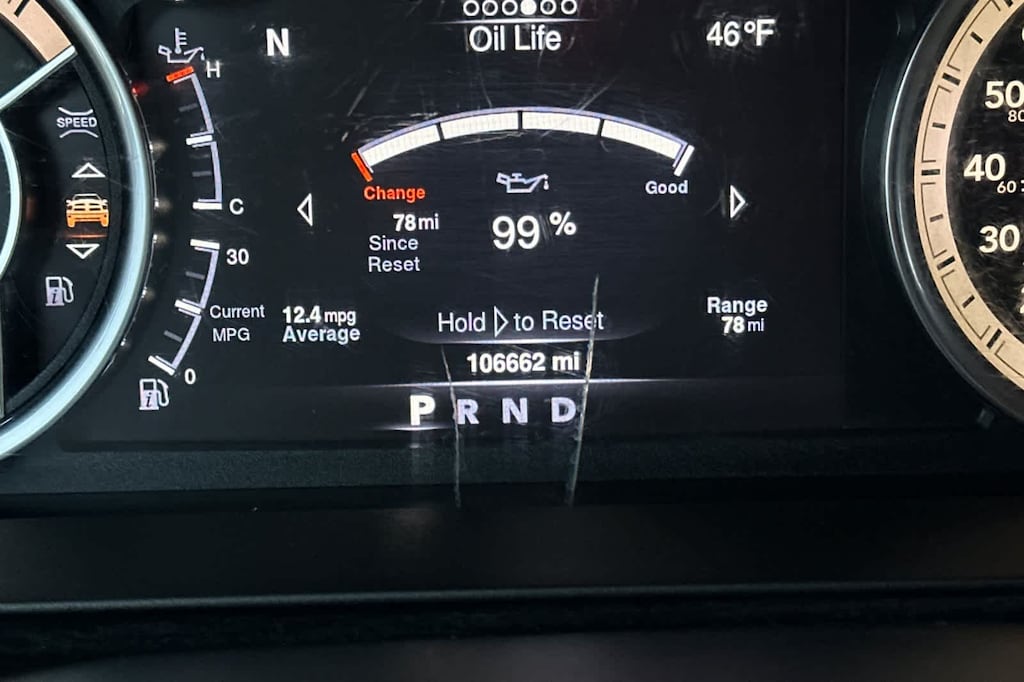 N
Oil Life
46°F
H
SPEED
50
80
Change
Good
40
60
C
78mi
Since
Reset
99%
30
30
Current
MPG
12.4 mpg
Average
Hold ▷ to Reset
Range
78 mi
0
106662 mi
P R N D